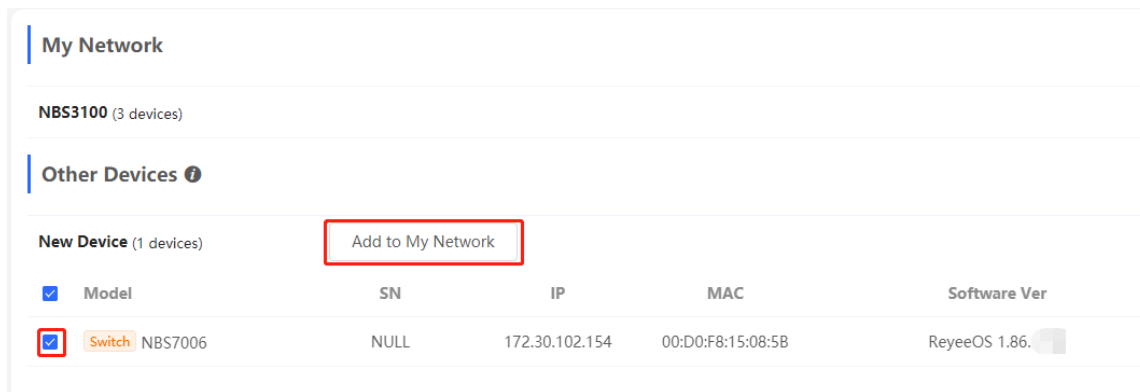 My Network
NBS3100 (3 devices)
Other Devices
New Device (1 devices) Add to My Network
Model SN IP MAC Software Ver
Switch NBS7006 NULL 172.30.102.154 00:D0:F8:15:08:5B ReyeeOS 1.86.